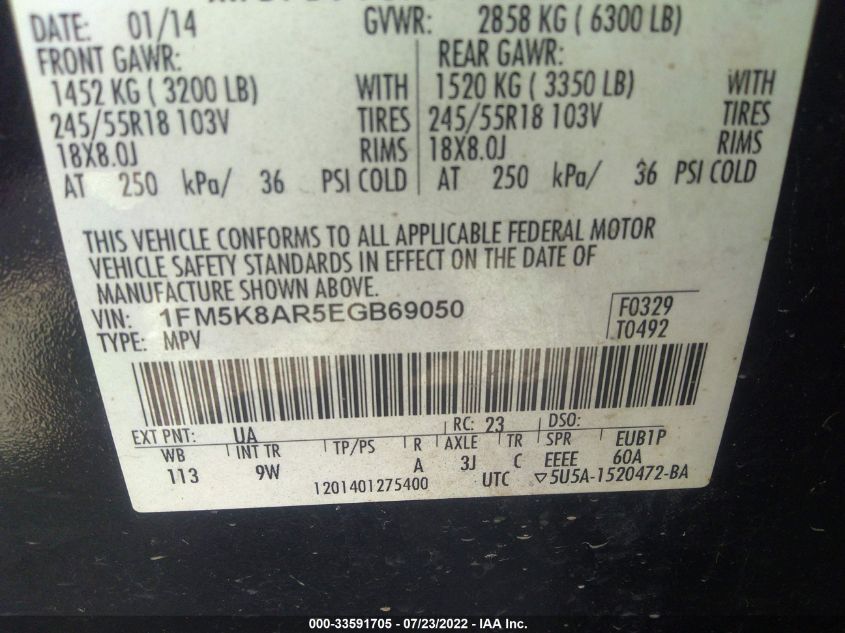 DATE: 01/14 GVWR: 2858 KG ( 6300 LB)
FRONT GAWR: REAR GAWR:
1452 KG ( 3200 LB) WITH 1520 KG ( 3350 LB) WITH
245/55R18 103V TIRES 245/55R18 103V TIRES
18X8.0J RIMS 18X8.0J RIMS
AT 250 kPa/ 36 PSI COLD AT 250 kPa/ 36 PSI COLD
THIS VEHICLE CONFORMS TO ALL APPLICABLE FEDERAL MOTOR
VEHICLE SAFETY STANDARDS IN EFFECT ON THE DATE OF
MANUFACTURE SHOWN ABOVE.
VIN: 1FM5K8AR5EGB69050 F0329
TYPE: MPV T0492
EXT PNT: UA RC: 23 DSO:
WB INT TR TP/PS R AXLE TR SPR EUB1P
113 9W A 3J C EEEE 60A
1201401275400 UTC ▽5U5A-1520472-BA
000-33591705 - 07/23/2022 - IAA Inc.